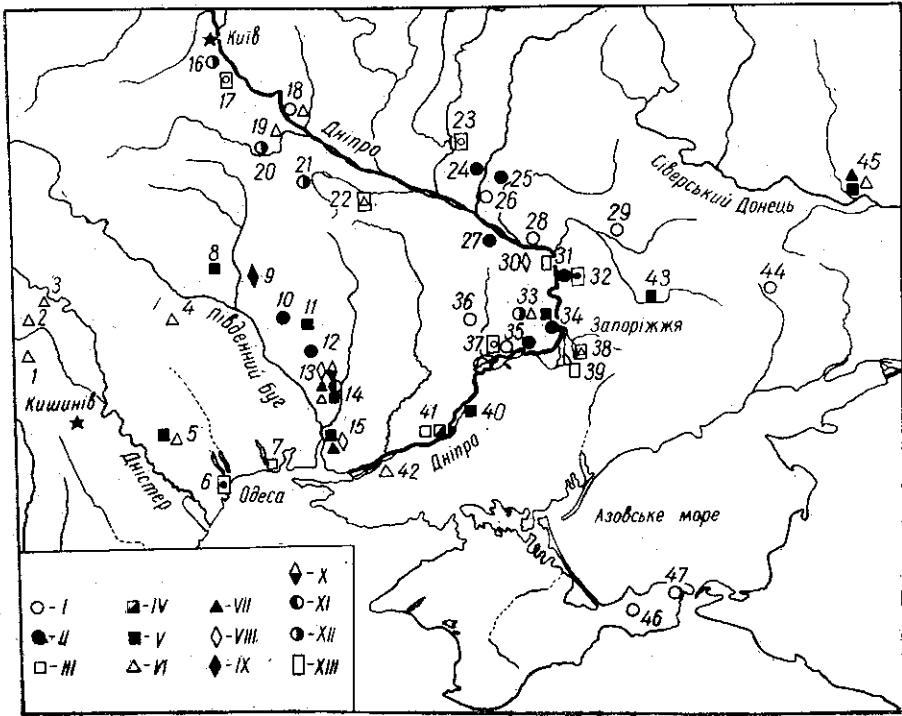 Київ
16
17
18
19
20
21
22
23
24
25
26
27
28
29
30
31
32
33
34
35
36
37
38
39
40
41
42
43
44
45
46
47
Дніпро
Сіверський Донець
8
9
10
11
12
13
14
15
3
2
4
1
5
6
7
Південний Буг
Запоріжжя
Кишинів
Дністер
Одеса
Дніпро
Азовське море
- I
- II
- III
- IV
- V
- VI
- VII
- VIII
- IX
- X
- XI
- XII
- XIII